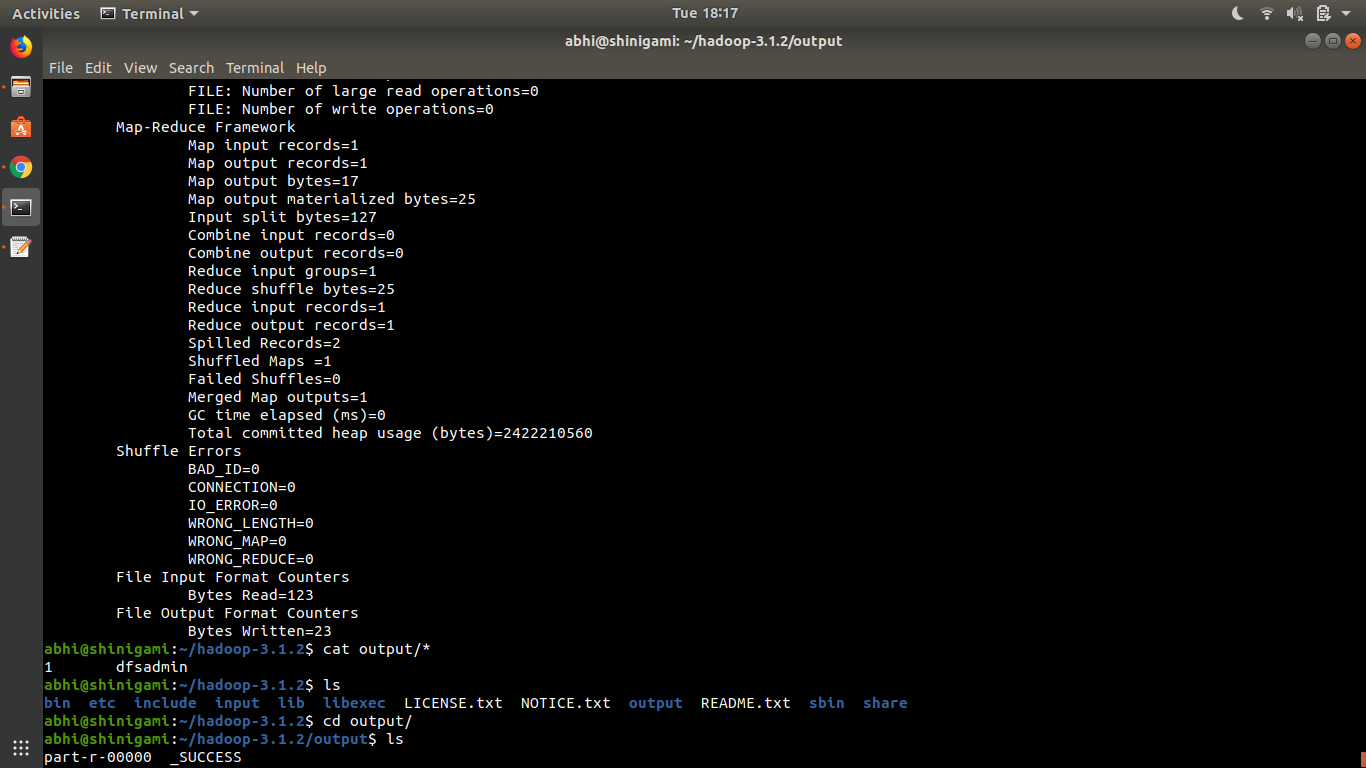 Activities Terminal Tue 18:17
abhi@shinigami: ~/hadoop-3.1.2/output
File Edit View Search Terminal Help
FILE: Number of large read operations=0
FILE: Number of write operations=0
Map-Reduce Framework
Map input records=1
Map output records=1
Map output bytes=17
Map output materialized bytes=25
Input split bytes=127
Combine input records=0
Combine output records=0
Reduce input groups=1
Reduce shuffle bytes=25
Reduce input records=1
Reduce output records=1
Spilled Records=2
Shuffled Maps =1
Failed Shuffles=0
Merged Map outputs=1
GC time elapsed (ms)=0
Total committed heap usage (bytes)=2422210560
Shuffle Errors
BAD_ID=0
CONNECTION=0
IO_ERROR=0
WRONG_LENGTH=0
WRONG_MAP=0
WRONG_REDUCE=0
File Input Format Counters
Bytes Read=123
File Output Format Counters
Bytes Written=23
abhi@shinigami:~/hadoop-3.1.2$ cat output/*
1 dfsadmin
abhi@shinigami:~/hadoop-3.1.2$ ls
bin etc include input lib libexec LICENSE.txt NOTICE.txt output README.txt sbin share
abhi@shinigami:~/hadoop-3.1.2$ cd output/
abhi@shinigami:~/hadoop-3.1.2/output$ ls
part-r-00000 _SUCCESS